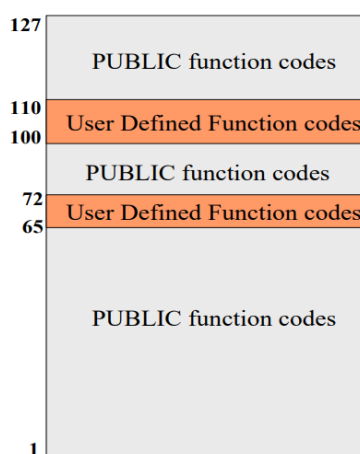 127
PUBLIC function codes
110
User Defined Function codes
100
PUBLIC function codes
72
User Defined Function codes
65
PUBLIC function codes
1